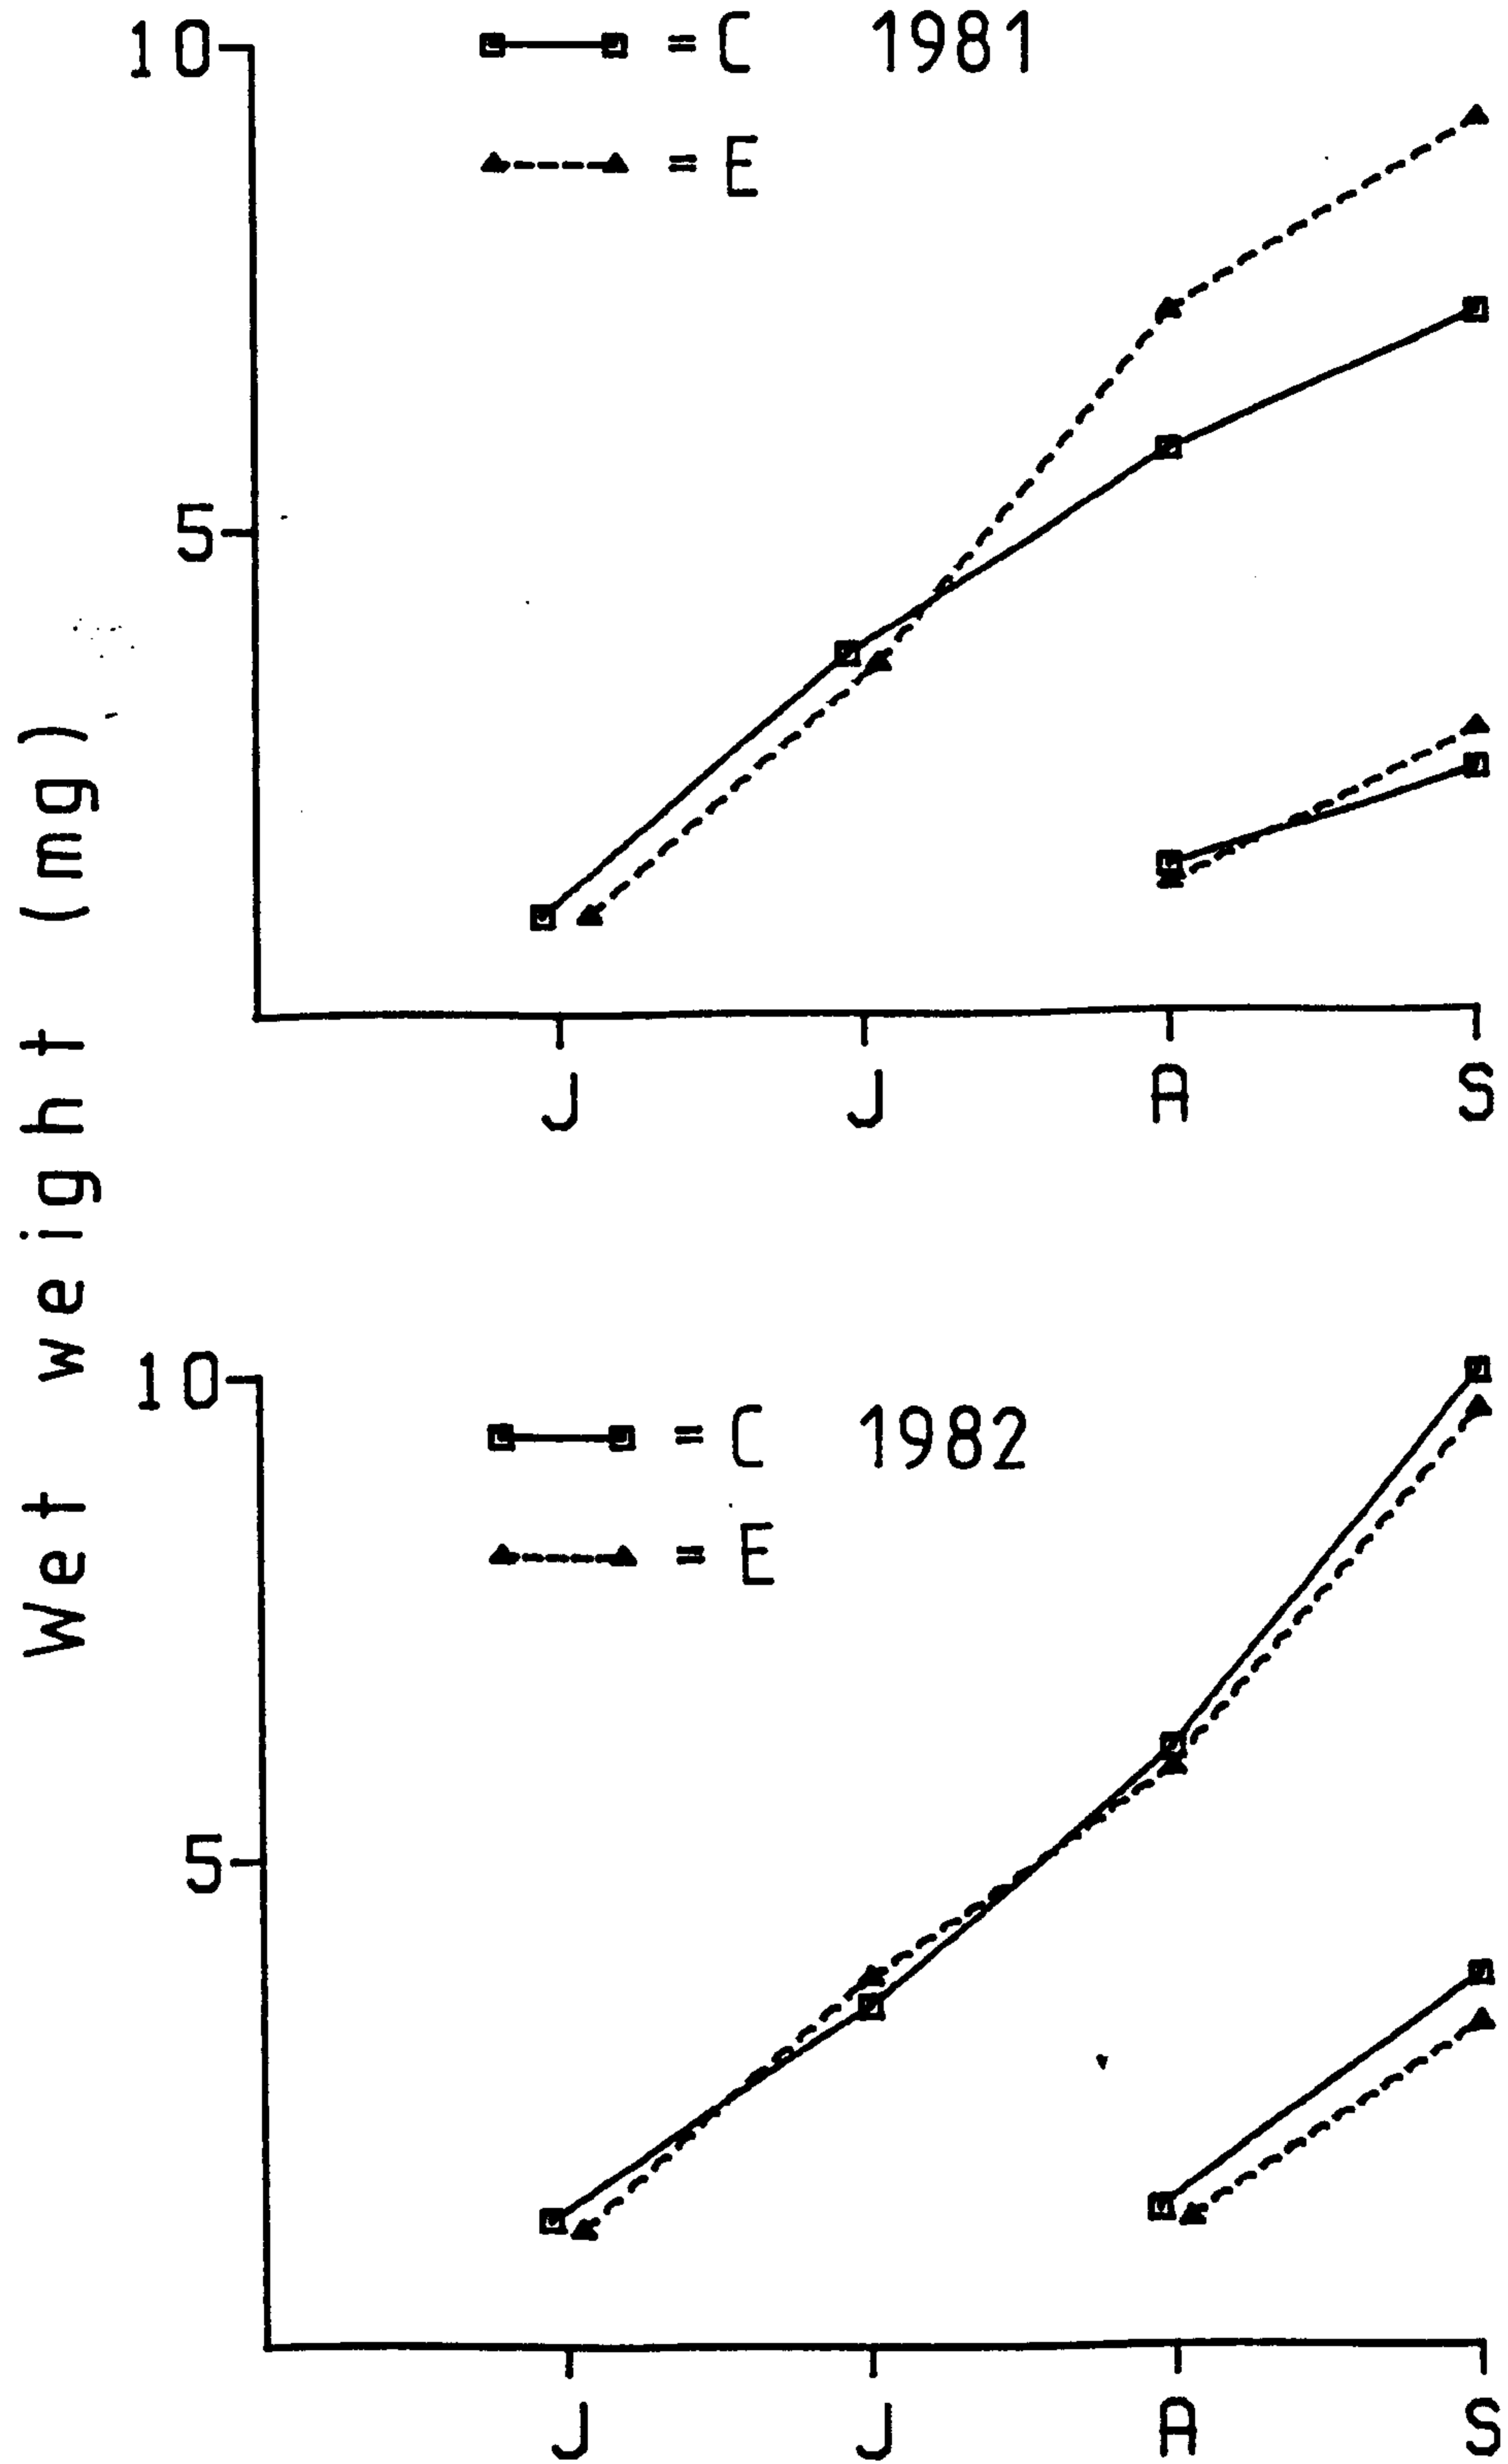 10
= C 1981
= E
5
J J A S
Wet weight (mg)
10
= C 1982
= E
5
J J A S